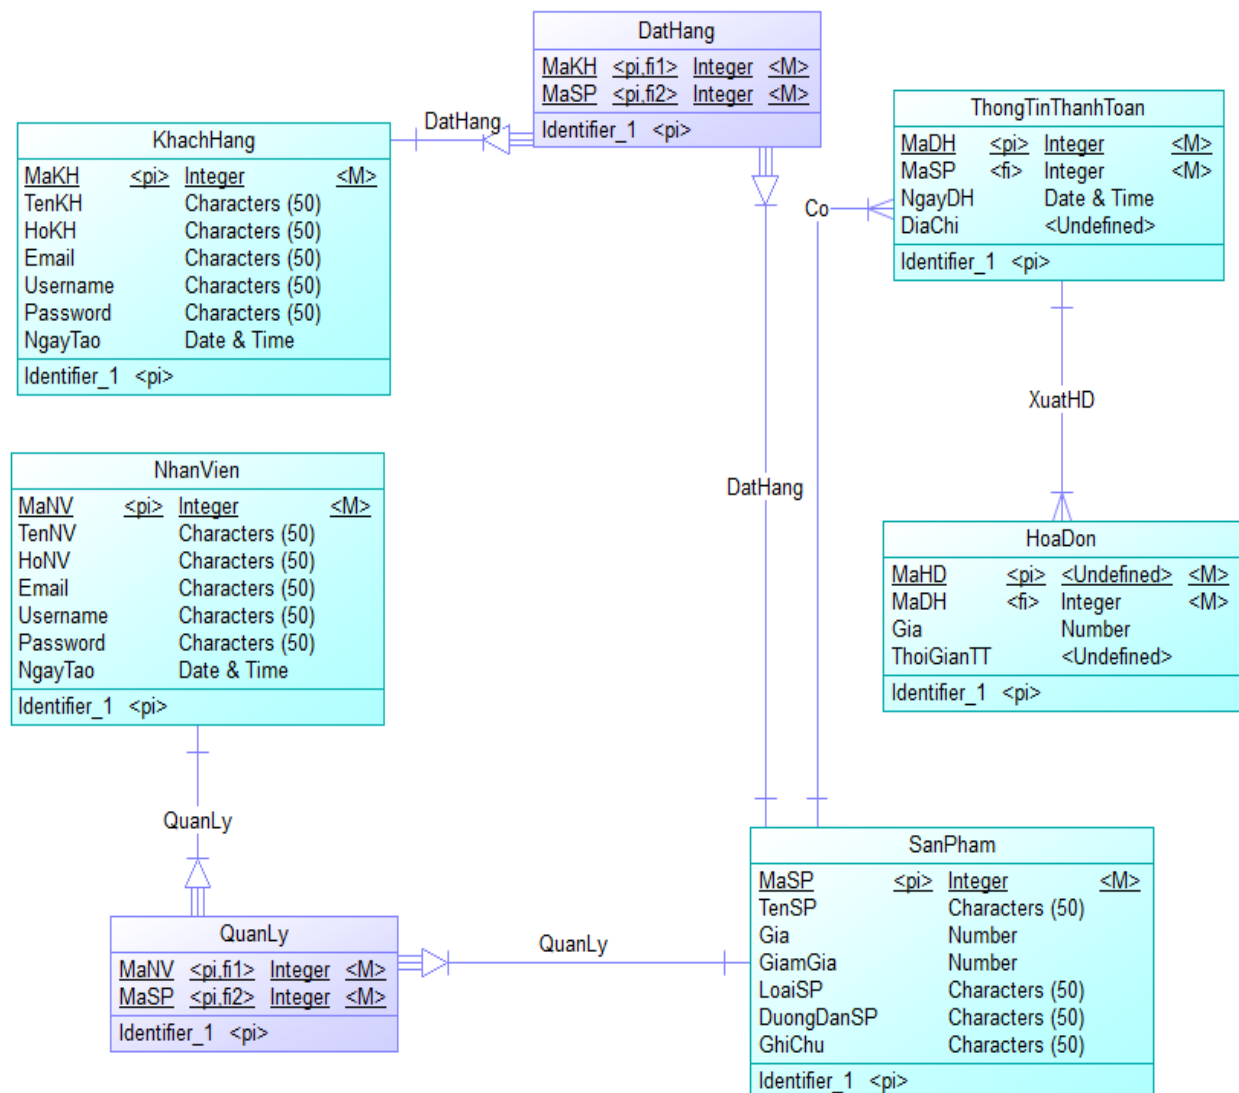 DatHang
MaKH <pi,fi1> Integer <M>
MaSP <pi,fi2> Integer <M>
Identifier_1 <pi>
DatHang
KhachHang
MaKH <pi> Integer <M>
TenKH Characters (50)
HoKH Characters (50)
Email Characters (50)
Username Characters (50)
Password Characters (50)
NgayTao Date & Time
Identifier_1 <pi>
ThongTinThanhToan
MaDH <pi> Integer <M>
MaSP <fi> Integer <M>
NgayDH Date & Time
DiaChi <Undefined>
Identifier_1 <pi>
Co
XuatHD
DatHang
NhanVien
MaNV <pi> Integer <M>
TenNV Characters (50)
HoNV Characters (50)
Email Characters (50)
Username Characters (50)
Password Characters (50)
NgayTao Date & Time
Identifier_1 <pi>
HoaDon
MaHD <pi> <Undefined> <M>
MaDH <fi> Integer <M>
Gia Number
ThoiGianTT <Undefined>
Identifier_1 <pi>
QuanLy
QuanLy
MaNV <pi,fi1> Integer <M>
MaSP <pi,fi2> Integer <M>
Identifier_1 <pi>
QuanLy
SanPham
MaSP <pi> Integer <M>
TenSP Characters (50)
Gia Number
GiamGia Number
LoaiSP Characters (50)
DuongDanSP Characters (50)
GhiChu Characters (50)
Identifier_1 <pi>